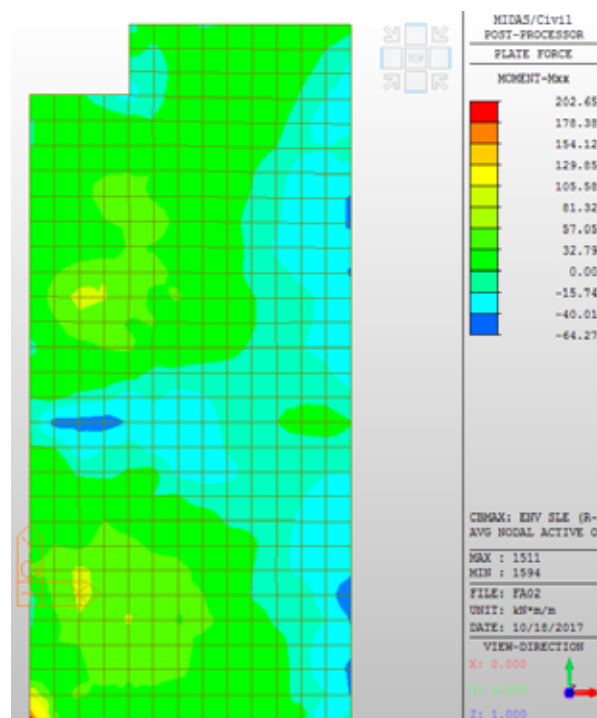 TOP
MIDAS/Civil
POST-PROCESSOR
PLATE FORCE
MOMENT-Mxx
202.65
178.38
154.12
129.85
105.58
81.32
57.05
32.79
0.00
-15.74
-40.01
-64.27
CBMAX: ENV SLE (R-
AVG NODAL ACTIVE
MAX : 1511
MIN : 1594
FILE: FA02
UNIT: kN*m/m
DATE: 10/18/2017
VIEW-DIRECTION
X: 0.000
Z: 1.000